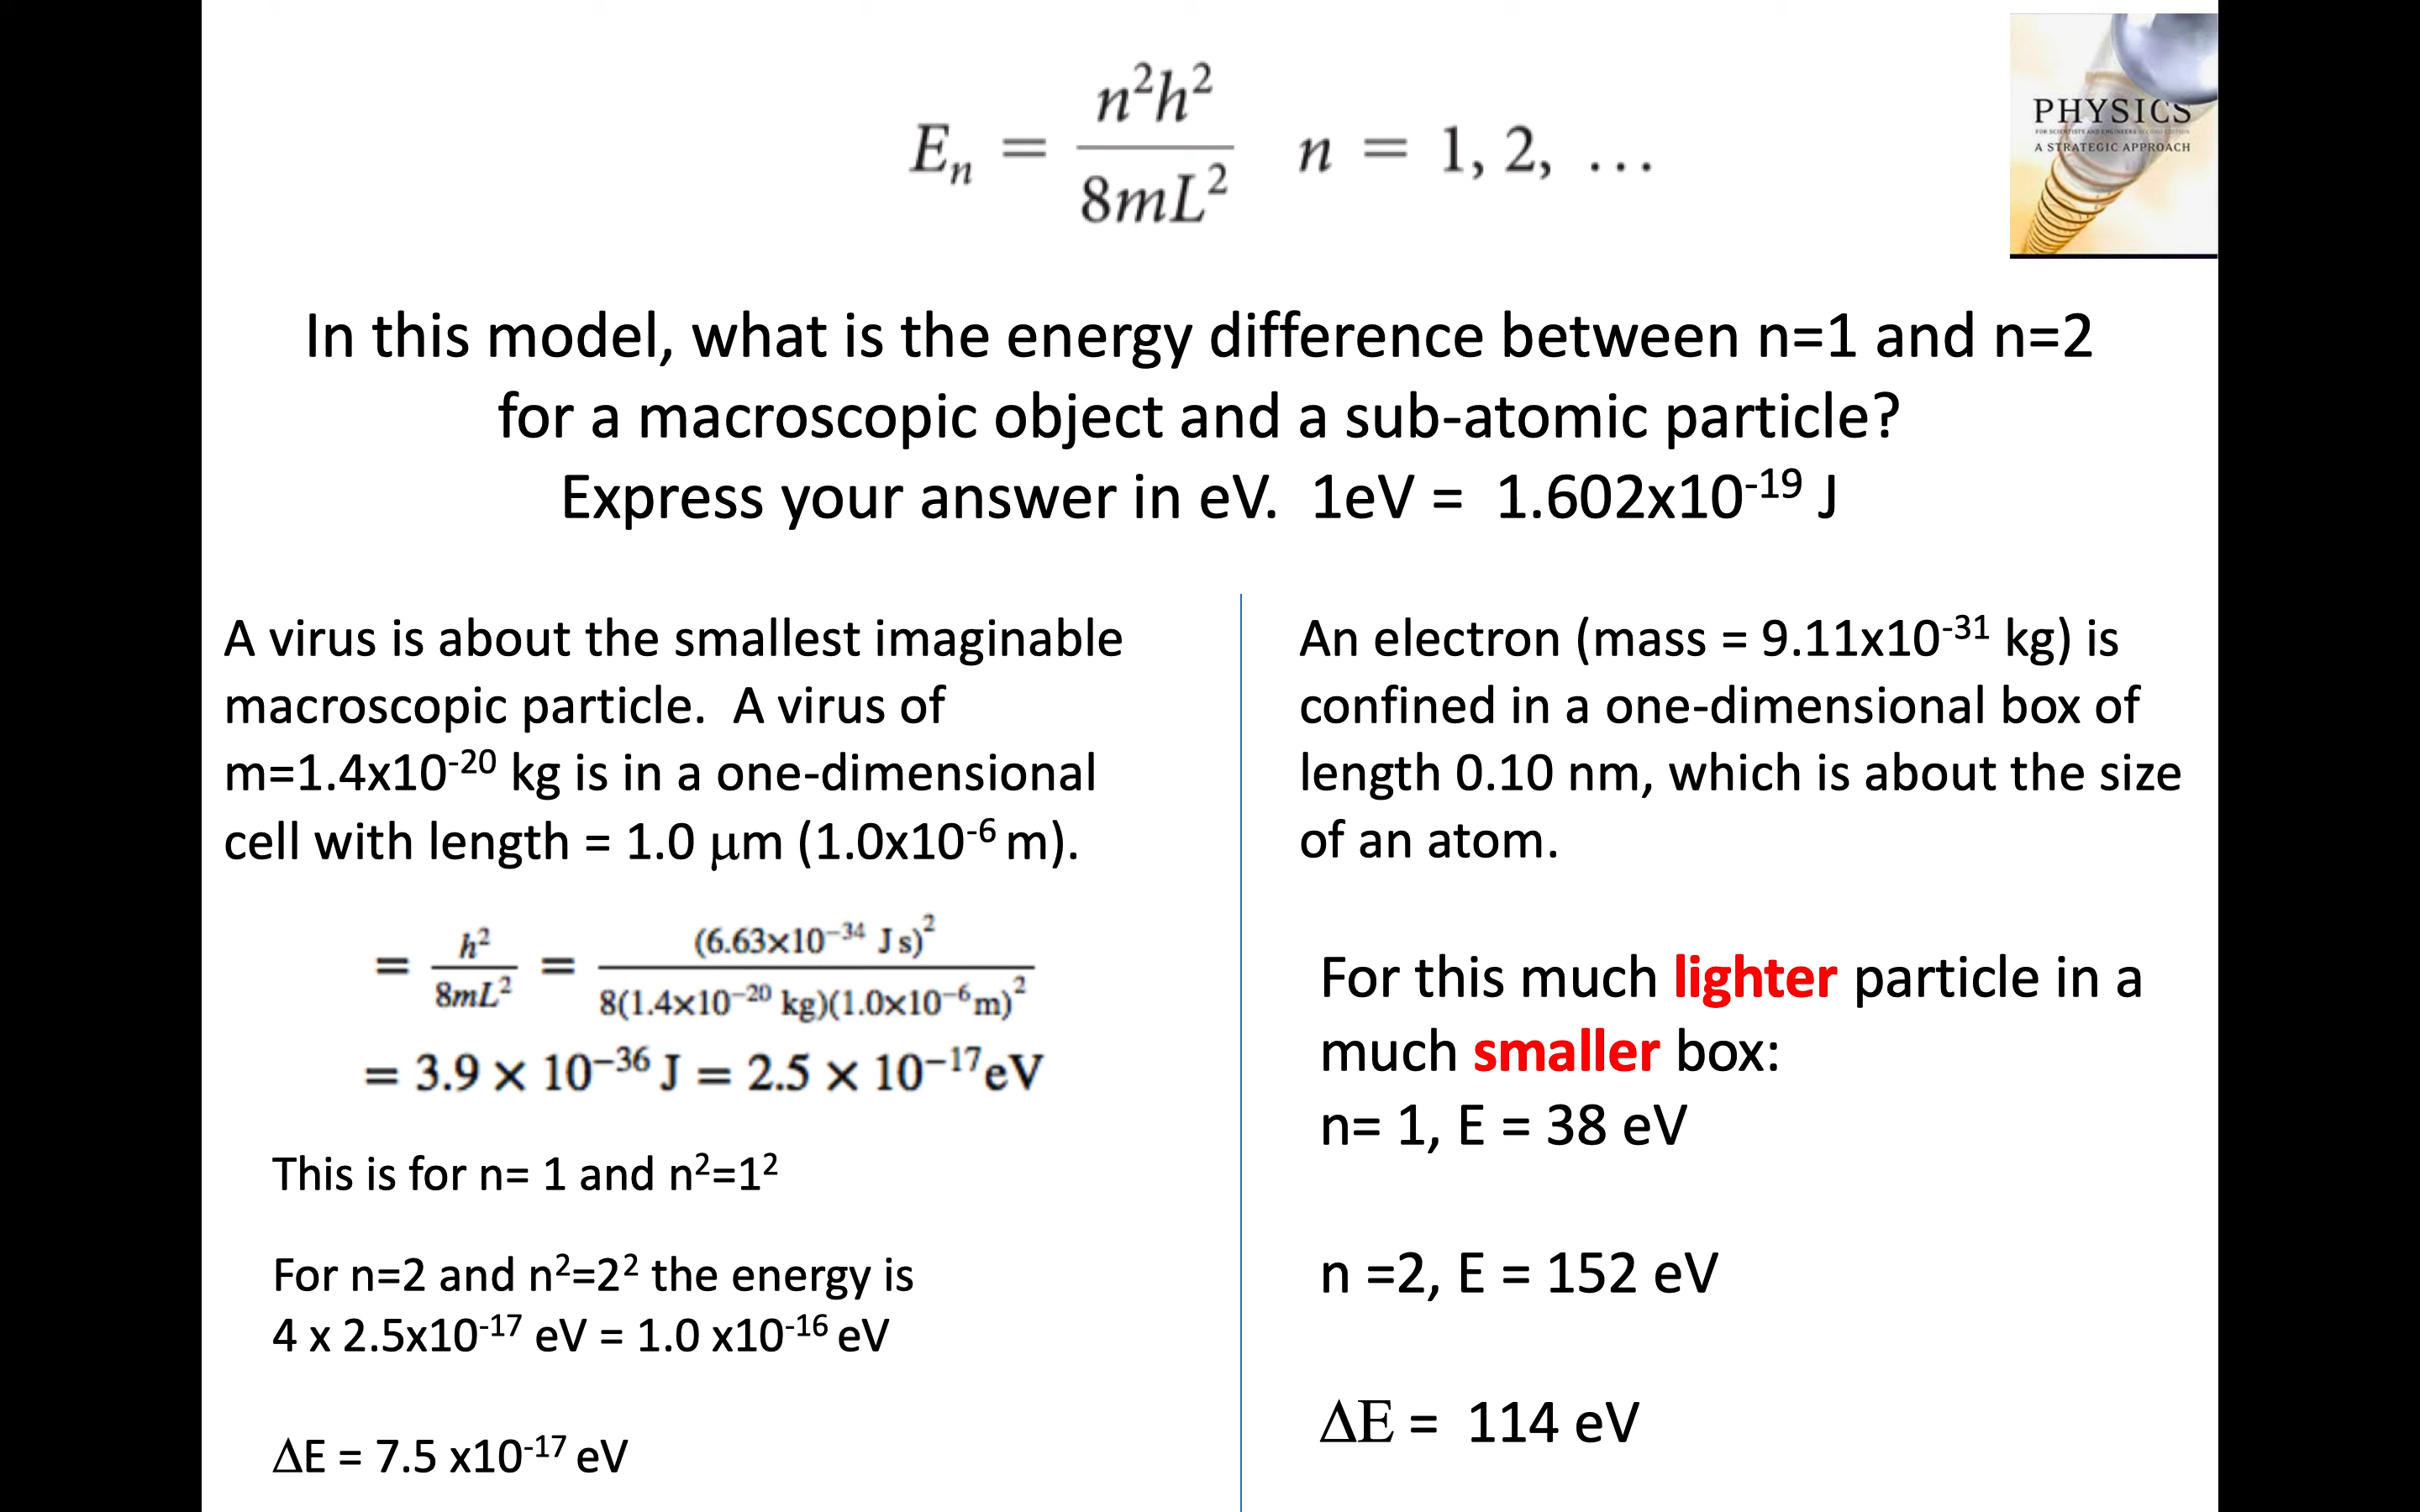 Eₙ = n²h² / 8mL²   n = 1, 2, …
PHYSICS
FOR SCIENTISTS AND ENGINEERS
A STRATEGIC APPROACH
In this model, what is the energy difference between n=1 and n=2
for a macroscopic object and a sub-atomic particle?
Express your answer in eV. 1eV = 1.602x10⁻¹⁹ J
A virus is about the smallest imaginable
macroscopic particle. A virus of
m=1.4x10⁻²⁰ kg is in a one-dimensional
cell with length = 1.0 μm (1.0x10⁻⁶ m).
= h² / 8mL² = (6.63×10⁻³⁴ J s)² / 8(1.4×10⁻²⁰ kg)(1.0×10⁻⁶ m)²
= 3.9 × 10⁻³⁶ J = 2.5 × 10⁻¹⁷ eV
This is for n= 1 and n²=1²
For n=2 and n²=2² the energy is
4 x 2.5x10⁻¹⁷ eV = 1.0 x10⁻¹⁶ eV
ΔE = 7.5 x10⁻¹⁷ eV
An electron (mass = 9.11x10⁻³¹ kg) is
confined in a one-dimensional box of
length 0.10 nm, which is about the size
of an atom.
For this much lighter particle in a
much smaller box:
n= 1, E = 38 eV
n =2, E = 152 eV
ΔE = 114 eV